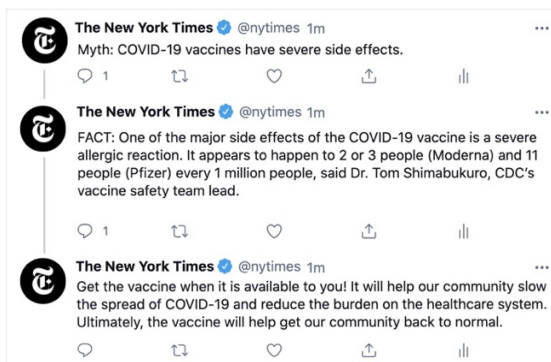 The New York Times @nytimes 1m
Myth: COVID-19 vaccines have severe side effects.
1
The New York Times @nytimes 1m
FACT: One of the major side effects of the COVID-19 vaccine is a severe
allergic reaction. It appears to happen to 2 or 3 people (Moderna) and 11
people (Pfizer) every 1 million people, said Dr. Tom Shimabukuro, CDC's
vaccine safety team lead.
1
The New York Times @nytimes 1m
Get the vaccine when it is available to you! It will help our community slow
the spread of COVID-19 and reduce the burden on the healthcare system.
Ultimately, the vaccine will help get our community back to normal.